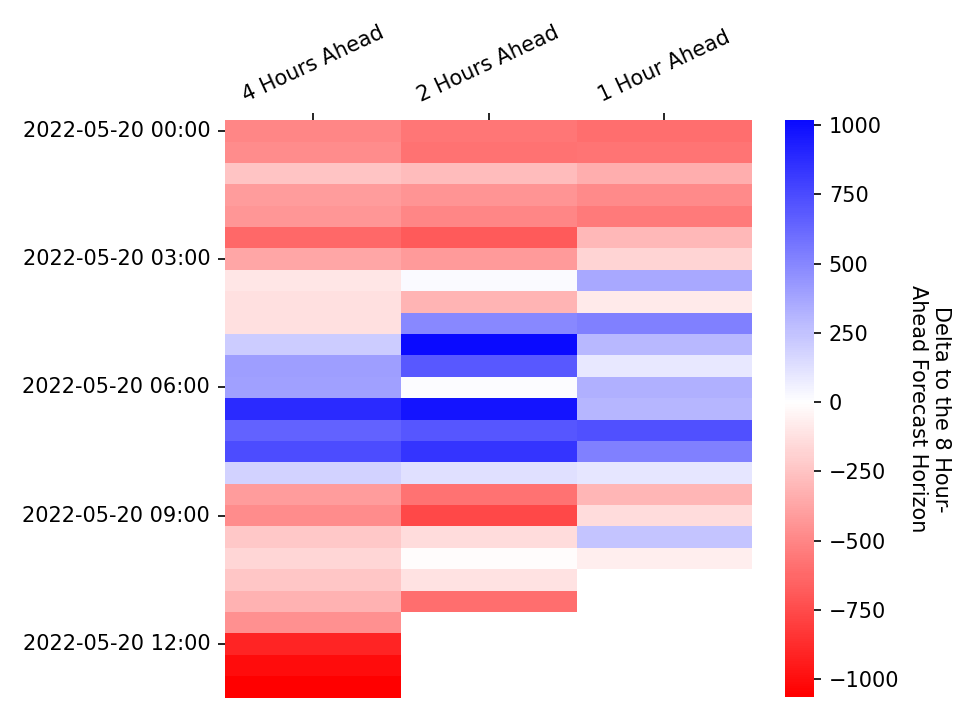 4 Hours Ahead
2 Hours Ahead
1 Hour Ahead
2022-05-20 00:00
2022-05-20 03:00
2022-05-20 06:00
2022-05-20 09:00
2022-05-20 12:00
1000
750
500
250
0
−250
−500
−750
−1000
Delta to the 8 Hour-
Ahead Forecast Horizon